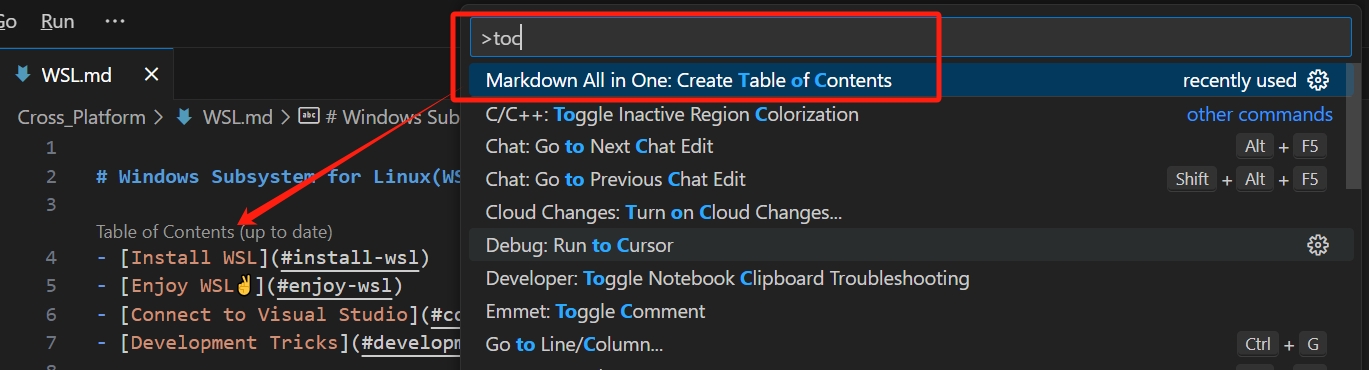 Go Run ···
WSL.md
Cross_Platform > WSL.md > # Windows Sub
1
2 # Windows Subsystem for Linux(WS
3
Table of Contents (up to date)
4 - [Install WSL](#install-wsl)
5 - [Enjoy WSL✌](#enjoy-wsl)
6 - [Connect to Visual Studio](#co
7 - [Development Tricks](#developm
>toc
Markdown All in One: Create Table of Contents recently used
C/C++: Toggle Inactive Region Colorization other commands
Chat: Go to Next Chat Edit Alt + F5
Chat: Go to Previous Chat Edit Shift + Alt + F5
Cloud Changes: Turn on Cloud Changes...
Debug: Run to Cursor
Developer: Toggle Notebook Clipboard Troubleshooting
Emmet: Toggle Comment
Go to Line/Column... Ctrl + G